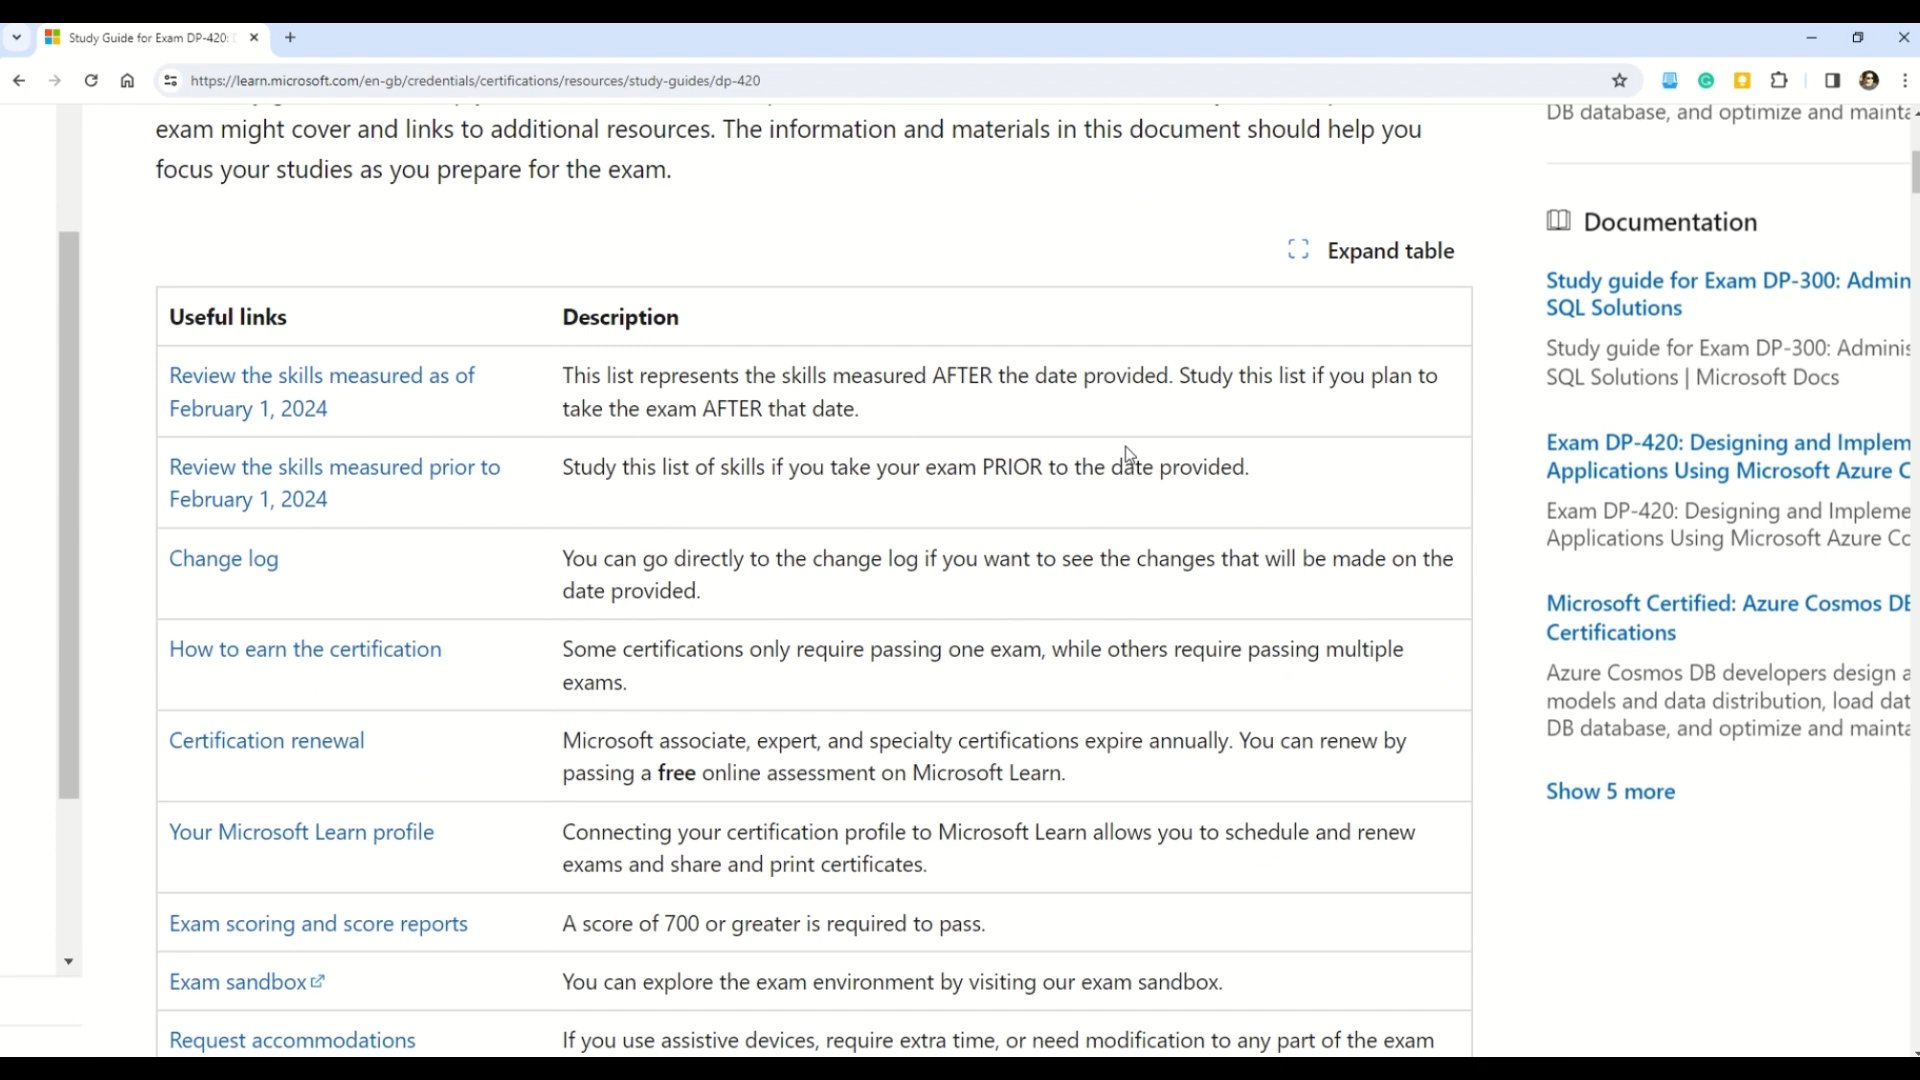 Study Guide for Exam DP-420:
https://learn.microsoft.com/en-gb/credentials/certifications/resources/study-guides/dp-420
exam might cover and links to additional resources. The information and materials in this document should help you
focus your studies as you prepare for the exam.
Expand table
Useful links Description
Review the skills measured as of
February 1, 2024
This list represents the skills measured AFTER the date provided. Study this list if you plan to
take the exam AFTER that date.
Review the skills measured prior to
February 1, 2024
Study this list of skills if you take your exam PRIOR to the date provided.
Change log
You can go directly to the change log if you want to see the changes that will be made on the
date provided.
How to earn the certification
Some certifications only require passing one exam, while others require passing multiple
exams.
Certification renewal
Microsoft associate, expert, and specialty certifications expire annually. You can renew by
passing a free online assessment on Microsoft Learn.
Your Microsoft Learn profile
Connecting your certification profile to Microsoft Learn allows you to schedule and renew
exams and share and print certificates.
Exam scoring and score reports
A score of 700 or greater is required to pass.
Exam sandbox
You can explore the exam environment by visiting our exam sandbox.
Request accommodations
If you use assistive devices, require extra time, or need modification to any part of the exam
DB database, and optimize and mainta
Documentation
Study guide for Exam DP-300: Admin
SQL Solutions
Study guide for Exam DP-300: Adminis
SQL Solutions | Microsoft Docs
Exam DP-420: Designing and Implem
Applications Using Microsoft Azure C
Exam DP-420: Designing and Impleme
Applications Using Microsoft Azure Co
Microsoft Certified: Azure Cosmos DB
Certifications
Azure Cosmos DB developers design a
models and data distribution, load dat
DB database, and optimize and mainta
Show 5 more